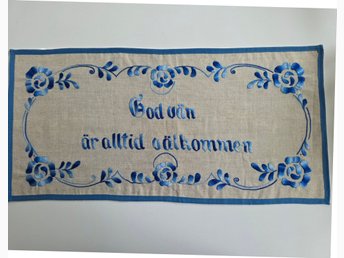 God vän
är alltid välkommen